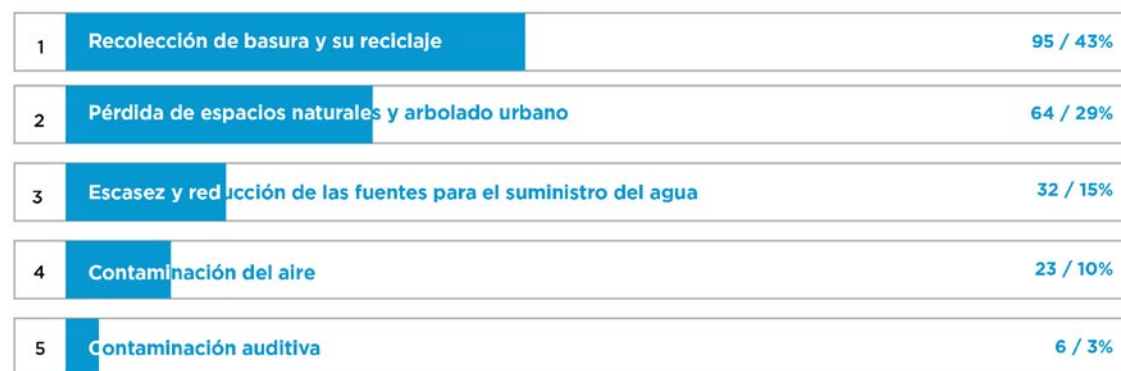 1 Recolección de basura y su reciclaje 95 / 43%
2 Pérdida de espacios naturales y arbolado urbano 64 / 29%
3 Escasez y reducción de las fuentes para el suministro del agua 32 / 15%
4 Contaminación del aire 23 / 10%
5 Contaminación auditiva 6 / 3%